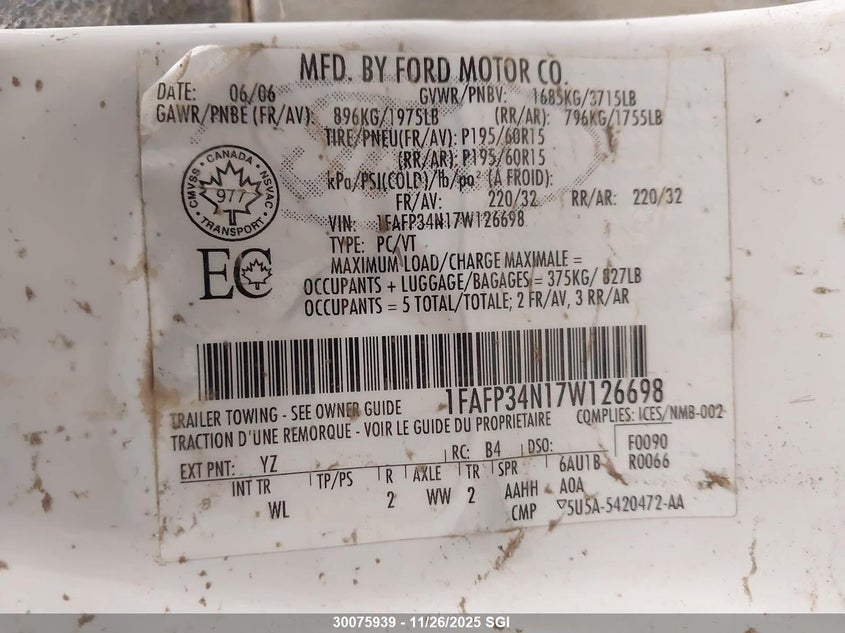 MFD. BY FORD MOTOR CO.
DATE: 06/06 GVWR/PNBV: 1685KG/3715LB
GAWR/PNBE (FR/AV): 896KG/1975LB (RR/AR): 796KG/1755LB
TIRE/PNEU(FR/AV): P195/60R15
(RR/AR): P195/60R15
kPa/PSI(COLD)/lb/po² (A FROID):
FR/AV: 220/32 RR/AR: 220/32
VIN: 1FAFP34N17W126698
TYPE: PC/VT
MAXIMUM LOAD/CHARGE MAXIMALE =
OCCUPANTS + LUGGAGE/BAGAGES = 375KG/ 827LB
OCCUPANTS = 5 TOTAL/TOTALE; 2 FR/AV, 3 RR/AR
CANADA
CMVSS 977 NSVAC
TRANSPORT
EC
1FAFP34N17W126698
TRAILER TOWING - SEE OWNER GUIDE COMPLIES: ICES/NMB-002
TRACTION D'UNE REMORQUE - VOIR LE GUIDE DU PROPRIETAIRE
EXT PNT: YZ RC: B4 DSO: F0090
INT TR TP/PS R AXLE TR SPR 6AU1B R0066
WL 2 WW 2 AAHH A0A
CMP ▽5U5A-5420472-AA
30075939 - 11/26/2025 SGI